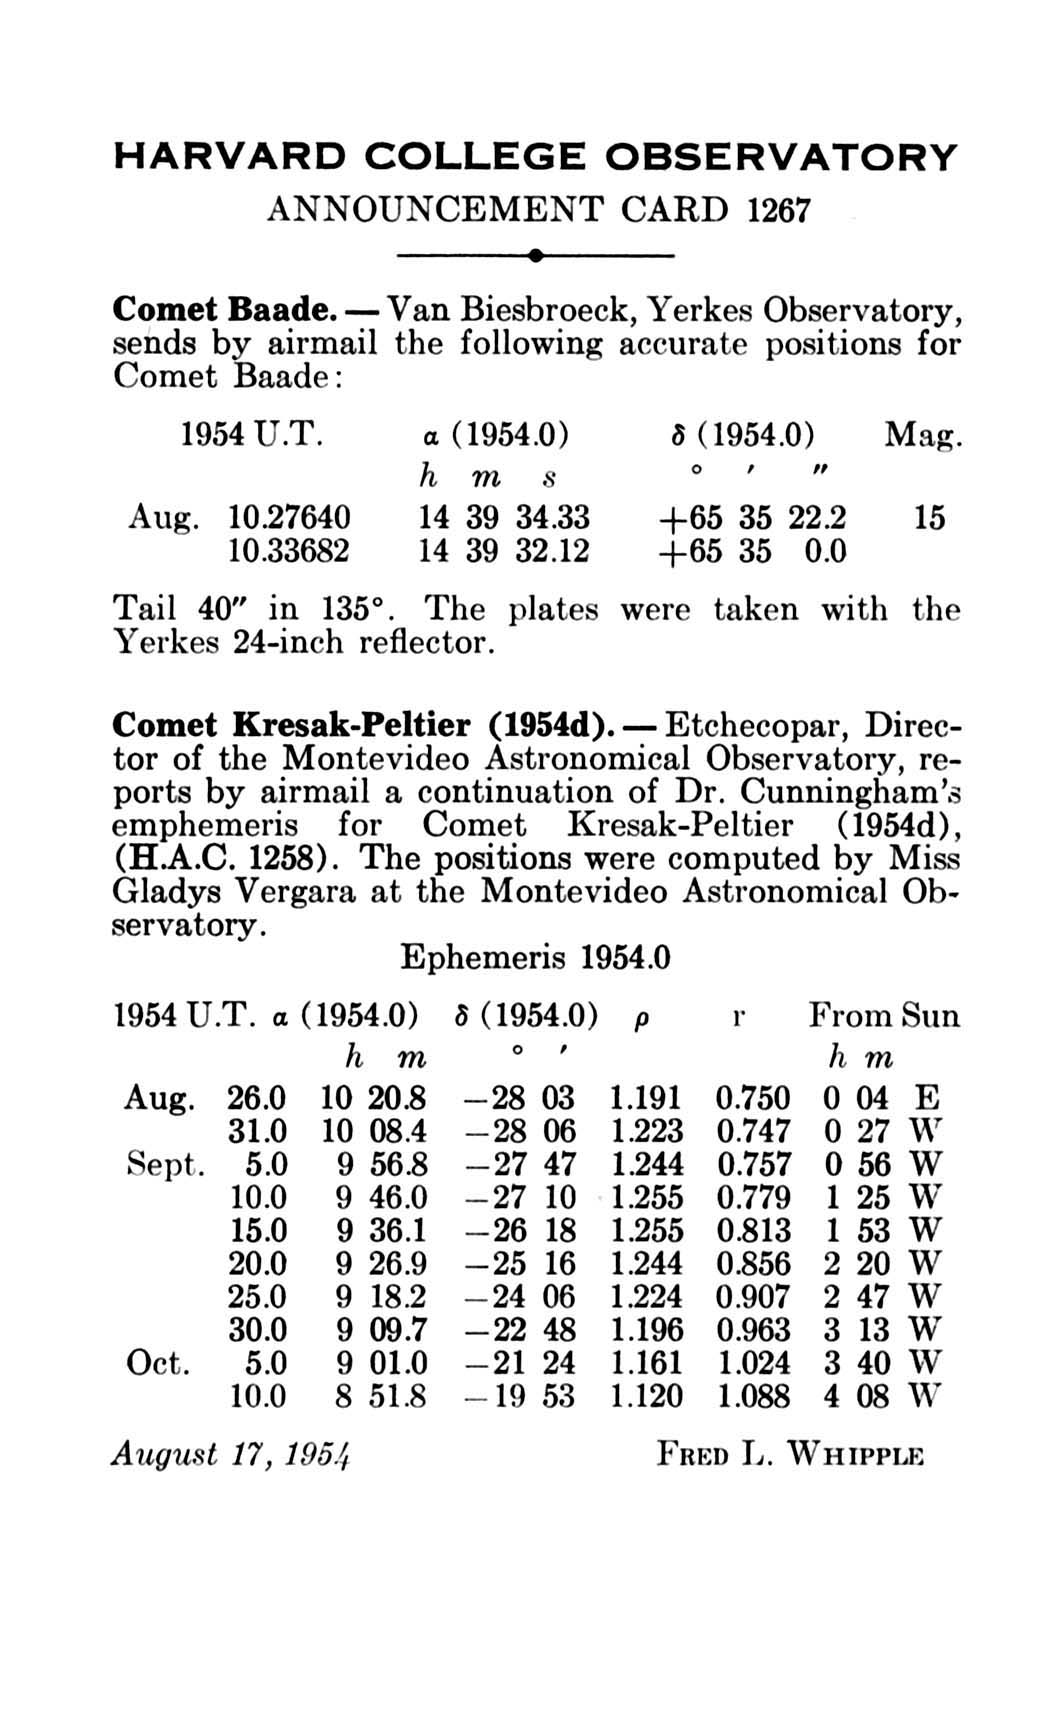 HARVARD COLLEGE OBSERVATORY
ANNOUNCEMENT CARD 1267
Comet Baade. — Van Biesbroeck, Yerkes Observatory,
sends by airmail the following accurate positions for
Comet Baade:
1954 U.T. α (1954.0) δ (1954.0) Mag.
h m s ° ′ ″
Aug. 10.27640 14 39 34.33 +65 35 22.2 15
10.33682 14 39 32.12 +65 35 0.0
Tail 40″ in 135°. The plates were taken with the
Yerkes 24-inch reflector.
Comet Kresak-Peltier (1954d). — Etchecopar, Direc-
tor of the Montevideo Astronomical Observatory, re-
ports by airmail a continuation of Dr. Cunningham's
emphemeris for Comet Kresak-Peltier (1954d),
(H.A.C. 1258). The positions were computed by Miss
Gladys Vergara at the Montevideo Astronomical Ob-
servatory.
Ephemeris 1954.0
1954 U.T. α (1954.0) δ (1954.0) ρ r From Sun
h m ° ′ h m
Aug. 26.0 10 20.8 −28 03 1.191 0.750 0 04 E
31.0 10 08.4 −28 06 1.223 0.747 0 27 W
Sept. 5.0 9 56.8 −27 47 1.244 0.757 0 56 W
10.0 9 46.0 −27 10 1.255 0.779 1 25 W
15.0 9 36.1 −26 18 1.255 0.813 1 53 W
20.0 9 26.9 −25 16 1.244 0.856 2 20 W
25.0 9 18.2 −24 06 1.224 0.907 2 47 W
30.0 9 09.7 −22 48 1.196 0.963 3 13 W
Oct. 5.0 9 01.0 −21 24 1.161 1.024 3 40 W
10.0 8 51.8 −19 53 1.120 1.088 4 08 W
August 17, 1954 FRED L. WHIPPLE